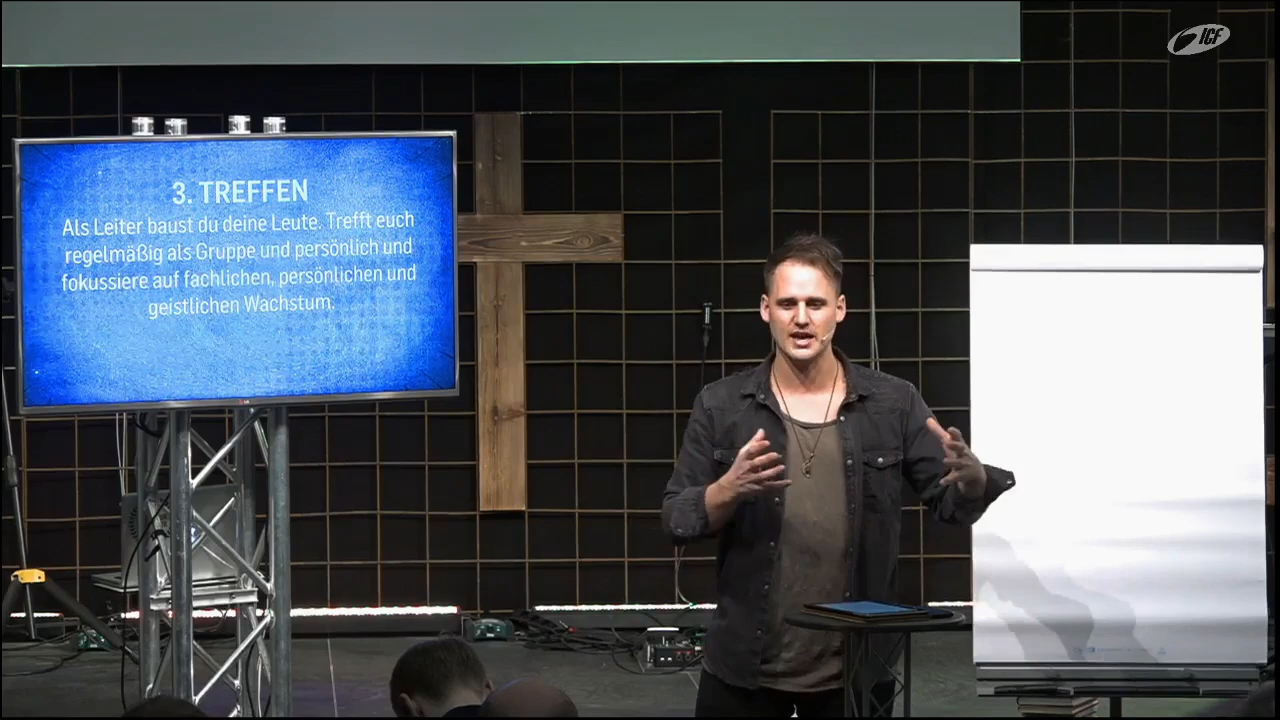 ICF
3. TREFFEN
Als Leiter baust du deine Leute. Trefft euch
regelmäßig als Gruppe und persönlich und
fokussiere auf fachlichen, persönlichen und
geistlichen Wachstum.